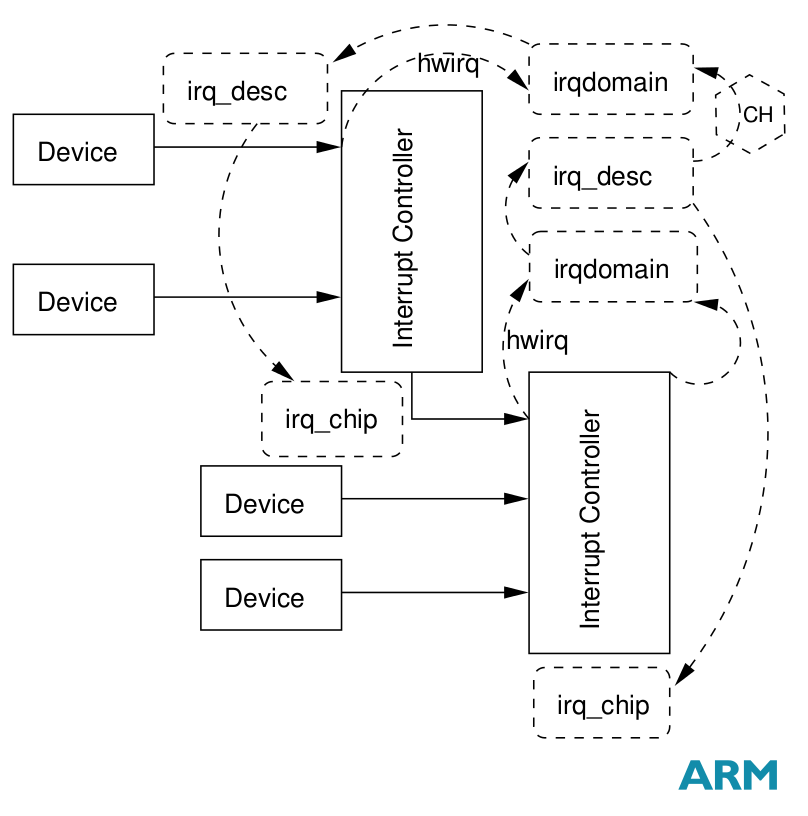 hwirq
irq_desc
irqdomain
CH
Device
Interrupt Controller
irq_desc
irqdomain
Device
hwirq
irq_chip
Interrupt Controller
Device
Device
irq_chip
ARM